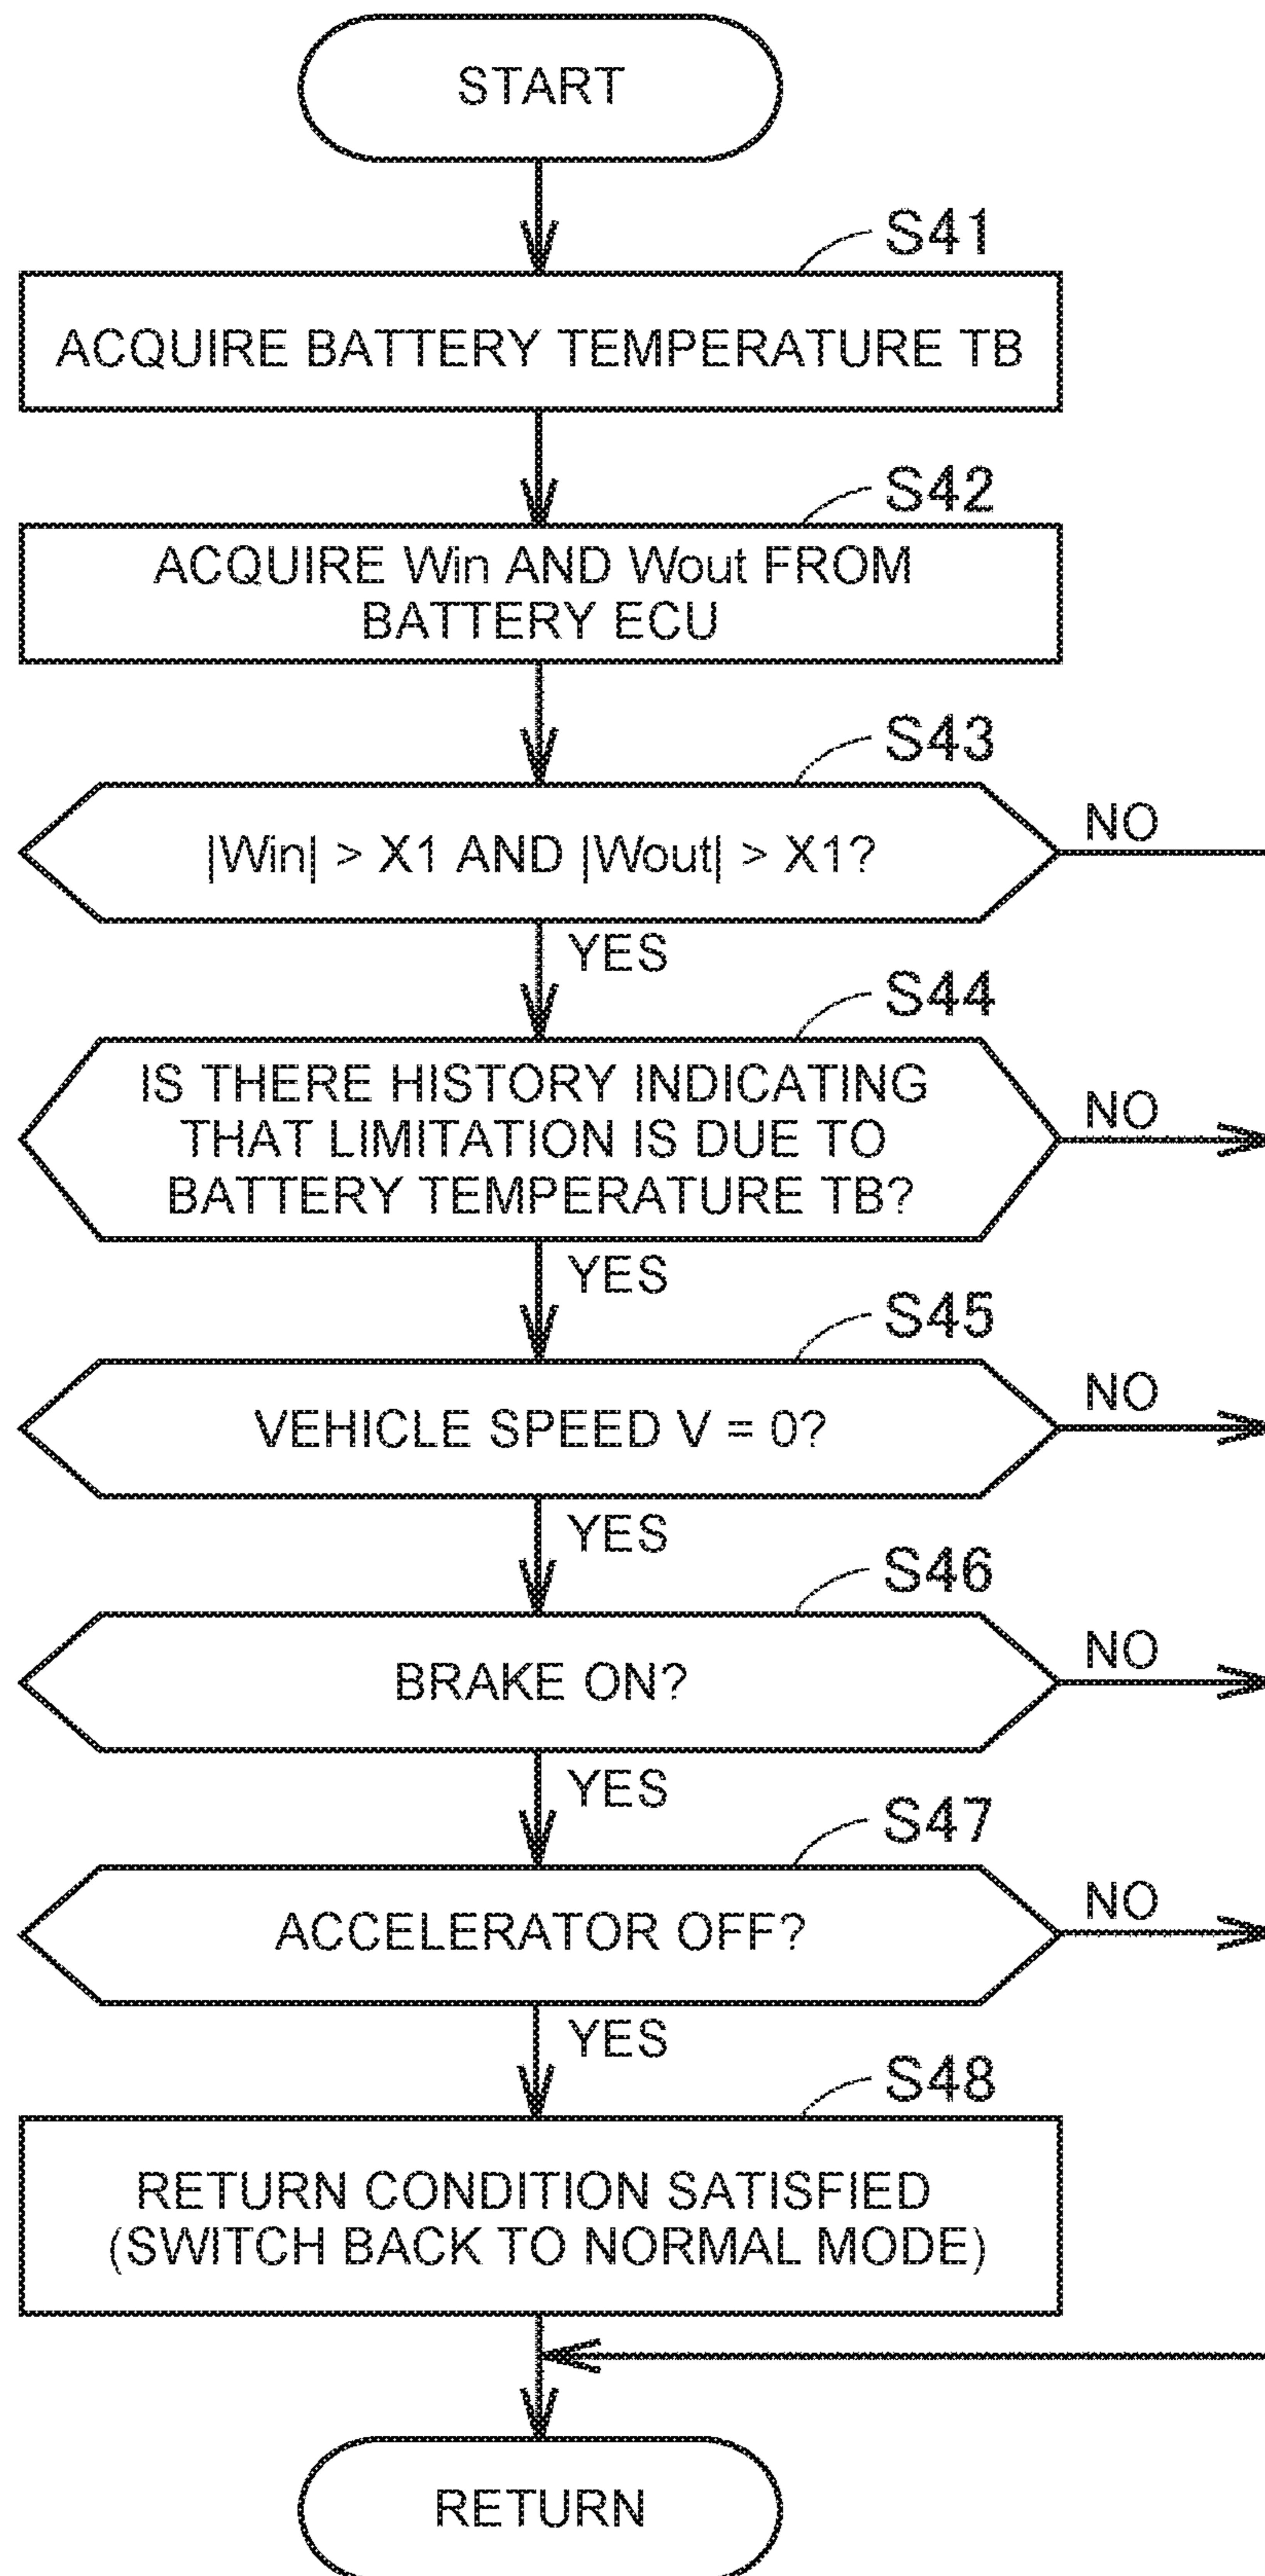 START
S41
ACQUIRE BATTERY TEMPERATURE TB
S42
ACQUIRE Win AND Wout FROM
BATTERY ECU
S43
|Win| > X1 AND |Wout| > X1?
NO
YES
S44
IS THERE HISTORY INDICATING
THAT LIMITATION IS DUE TO
BATTERY TEMPERATURE TB?
NO
YES
S45
VEHICLE SPEED V = 0?
NO
YES
S46
BRAKE ON?
NO
YES
S47
ACCELERATOR OFF?
NO
YES
S48
RETURN CONDITION SATISFIED
(SWITCH BACK TO NORMAL MODE)
RETURN